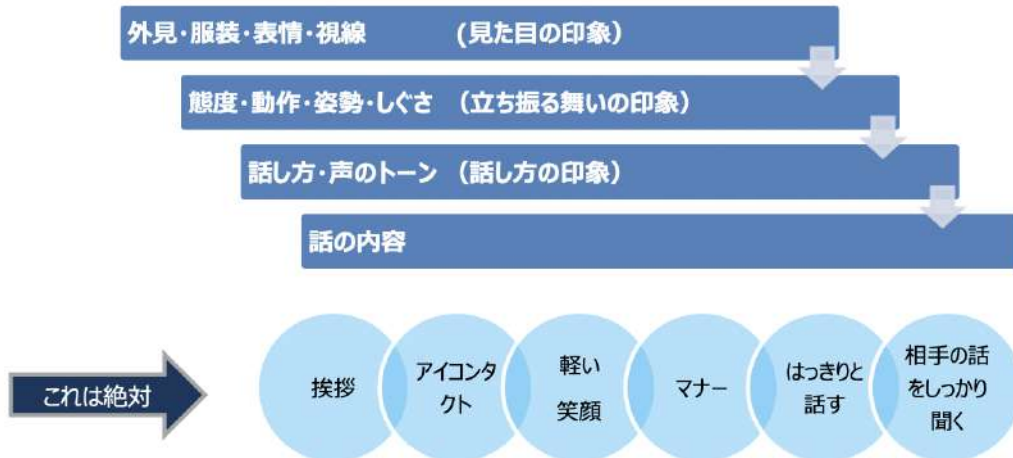 外見・服装・表情・視線 (見た目の印象)
態度・動作・姿勢・しぐさ (立ち振る舞いの印象)
話し方・声のトーン (話し方の印象)
話の内容
これは絶対
挨拶
アイコンタ
クト
軽い
笑顔
マナー
はっきりと
話す
相手の話
をしっかり
聞く